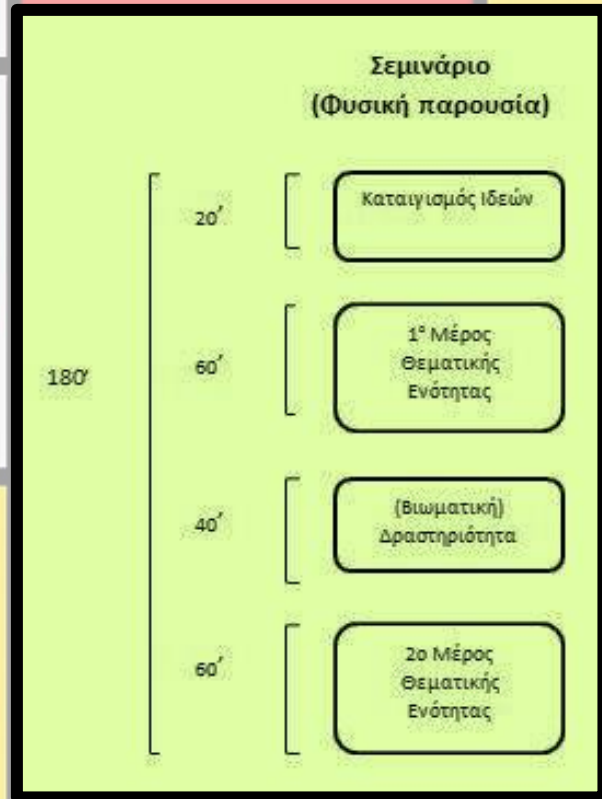 Σεμινάριο
(Φυσική παρουσία)
180'
20'
Καταιγισμός Ιδεών
60'
1° Μέρος
Θεματικής
Ενότητας
40'
(Βιωματική)
Δραστηριότητα
60'
2ο Μέρος
Θεματικής
Ενότητας